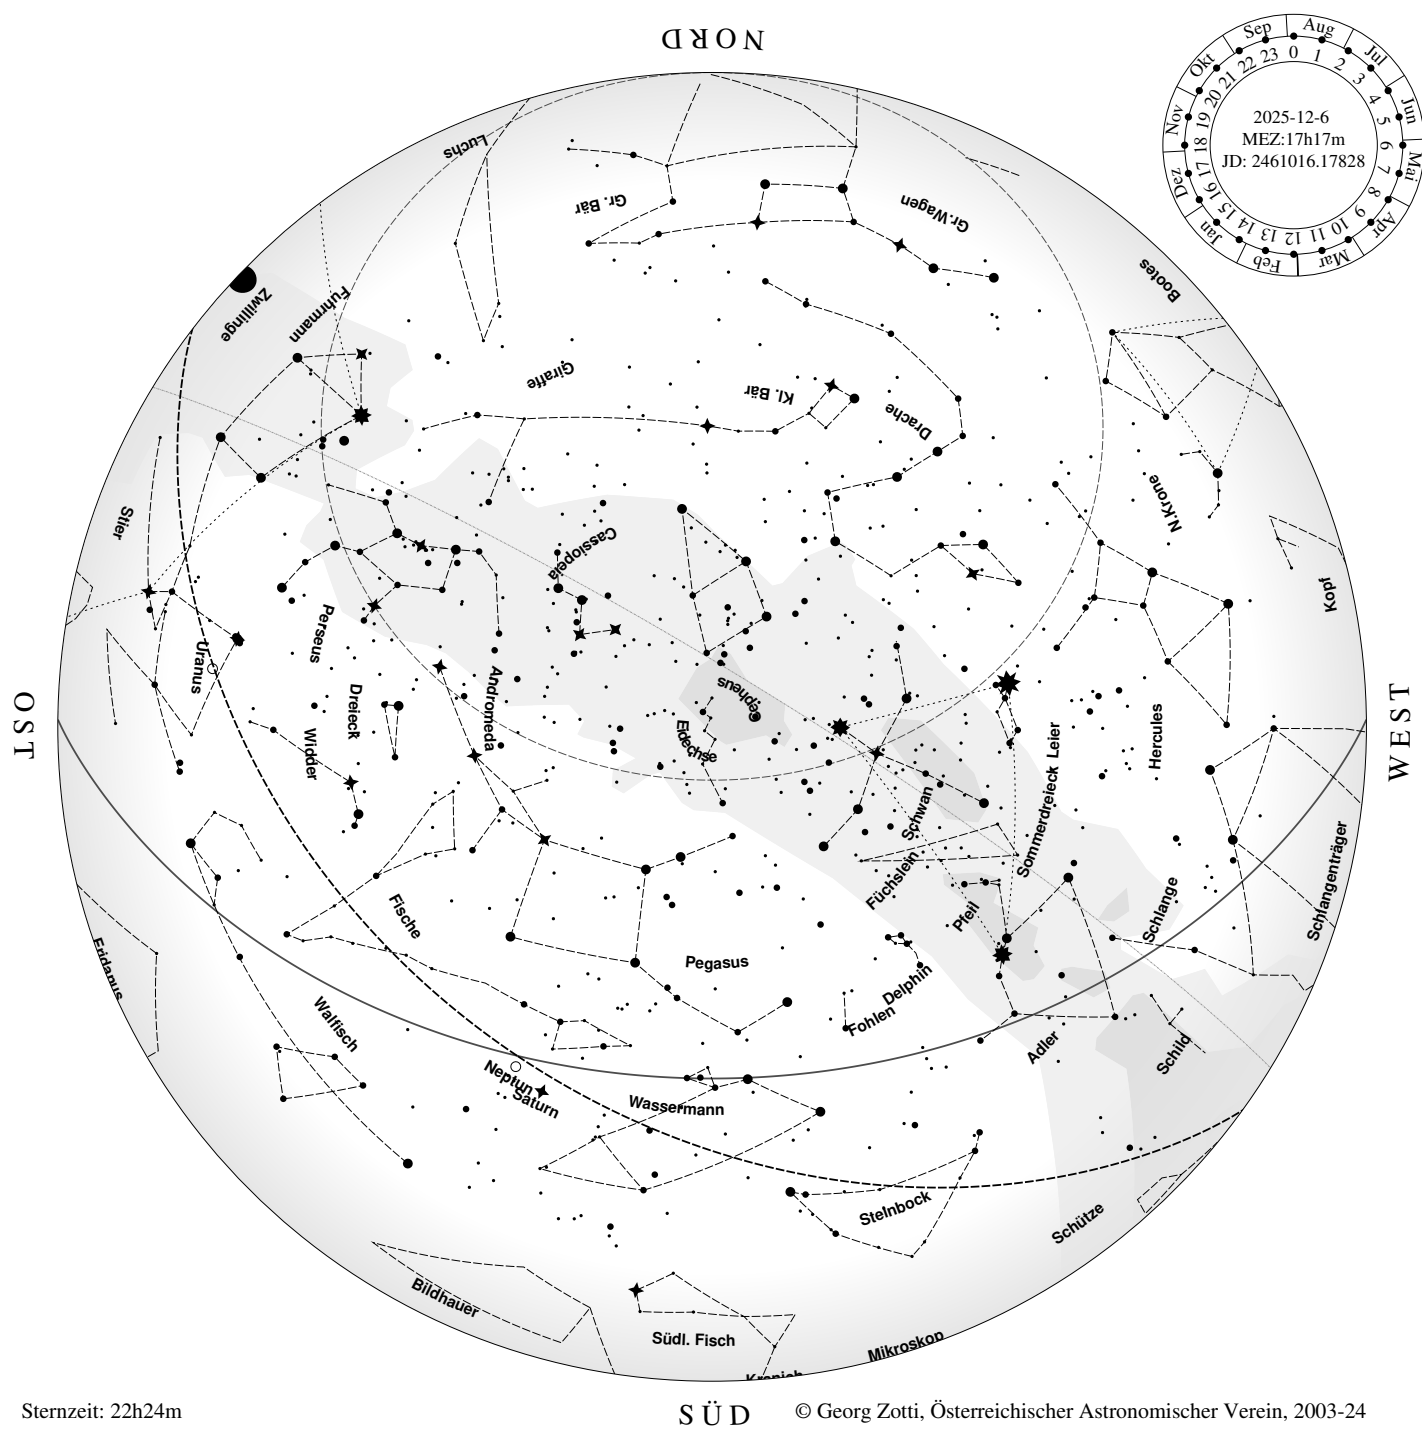 NORD
Sep
Aug
Jul
Jun
Mai
Apr
Mar
Feb
Jan
Dez
Nov
Okt
0 1 2 3 4 5 6 7 8 9 10 11 12 13 14 15 16 17 18 19 20 21 22 23
2025-12-6
MEZ:17h17m
JD: 2461016.17828
Luchs
Gr. Bär
Gr.Wagen
Bootes
Zwillinge
Fuhrmann
Giraffe
Kl. Bär
Drache
N.Krone
Stier
Cassiopeia
Kopf
Perseus
Uranus
Dreieck
Andromeda
Widder
Cepheus
Eidechse
Leier
Hercules
Sommerdreieck
Schwan
OST
WEST
Füchslein
Pfeil
Schlange
Schlangenträger
Fische
Pegasus
Delphin
Fohlen
Eridanus
Walfisch
Adler
Schild
Neptun
Saturn
Wassermann
Steinbock
Schütze
Bildhauer
Südl. Fisch
Mikroskop
Kranich
Sternzeit: 22h24m
SÜD
© Georg Zotti, Österreichischer Astronomischer Verein, 2003-24